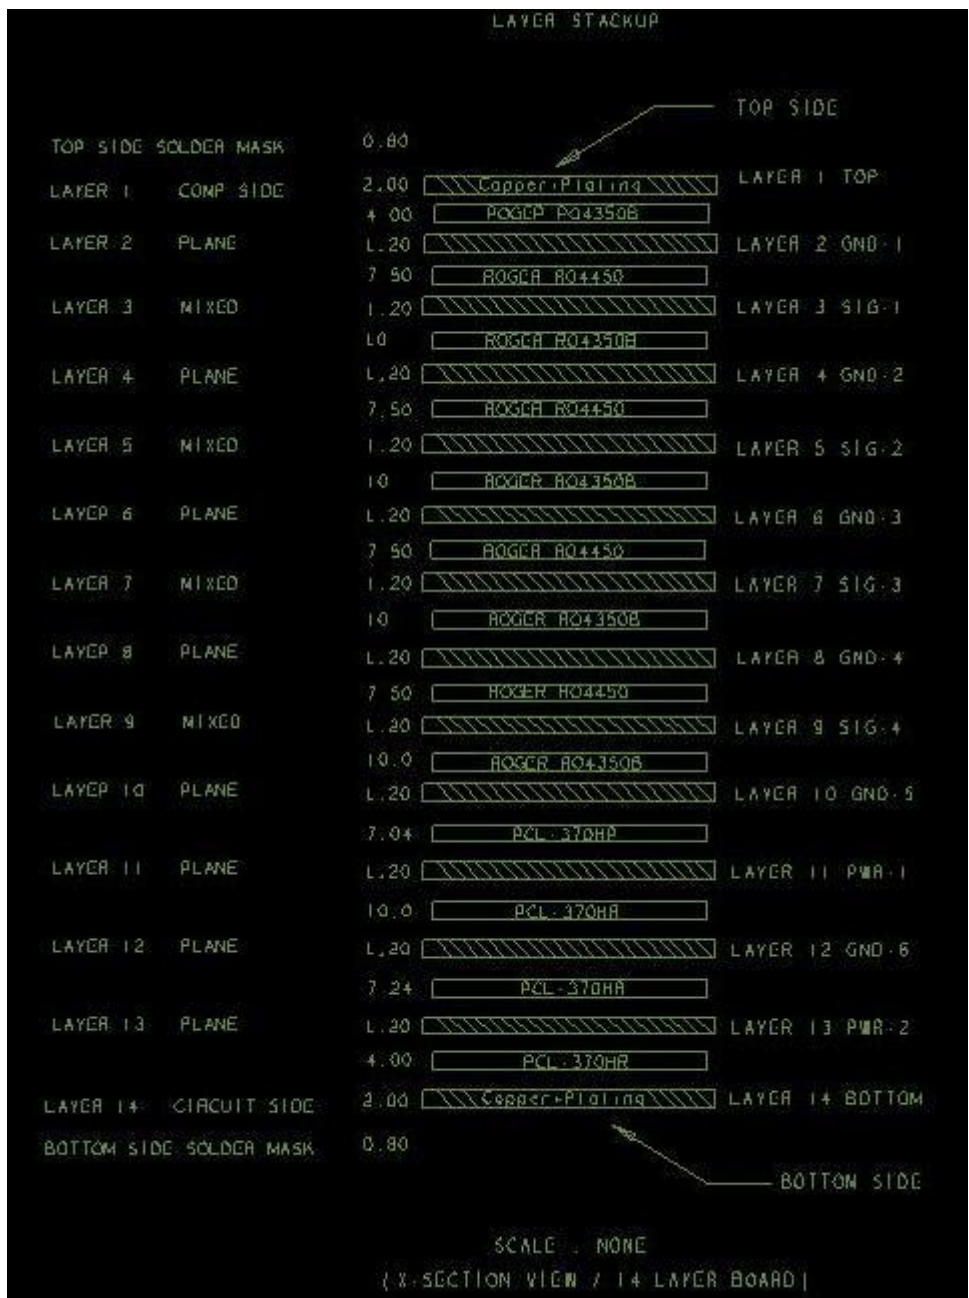 LAYER STACKUP
TOP SIDE
TOP SIDE SOLDER MASK 0.80
LAYER 1 COMP SIDE 2.00 Copper+Plating LAYER 1 TOP
4.00 ROGER RO4350B
LAYER 2 PLANE 1.20 LAYER 2 GND-1
7.50 ROGER RO4450
LAYER 3 MIXED 1.20 LAYER 3 SIG-1
10 ROGER RO4350B
LAYER 4 PLANE 1.20 LAYER 4 GND-2
7.50 ROGER RO4450
LAYER 5 MIXED 1.20 LAYER 5 SIG-2
10 ROGER RO4350B
LAYER 6 PLANE 1.20 LAYER 6 GND-3
7.50 ROGER RO4450
LAYER 7 MIXED 1.20 LAYER 7 SIG-3
10 ROGER RO4350B
LAYER 8 PLANE 1.20 LAYER 8 GND-4
7.50 ROGER RO4450
LAYER 9 MIXED 1.20 LAYER 9 SIG-4
10.0 ROGER RO4350B
LAYER 10 PLANE 1.20 LAYER 10 GND-5
7.04 PCL-370HR
LAYER 11 PLANE 1.20 LAYER 11 PWR-1
10.0 PCL-370HR
LAYER 12 PLANE 1.20 LAYER 12 GND-6
7.24 PCL-370HR
LAYER 13 PLANE 1.20 LAYER 13 PWR-2
4.00 PCL-370HR
LAYER 14 CIRCUIT SIDE 2.00 Copper+Plating LAYER 14 BOTTOM
BOTTOM SIDE SOLDER MASK 0.80
BOTTOM SIDE
SCALE : NONE
(X-SECTION VIEW / 14 LAYER BOARD)